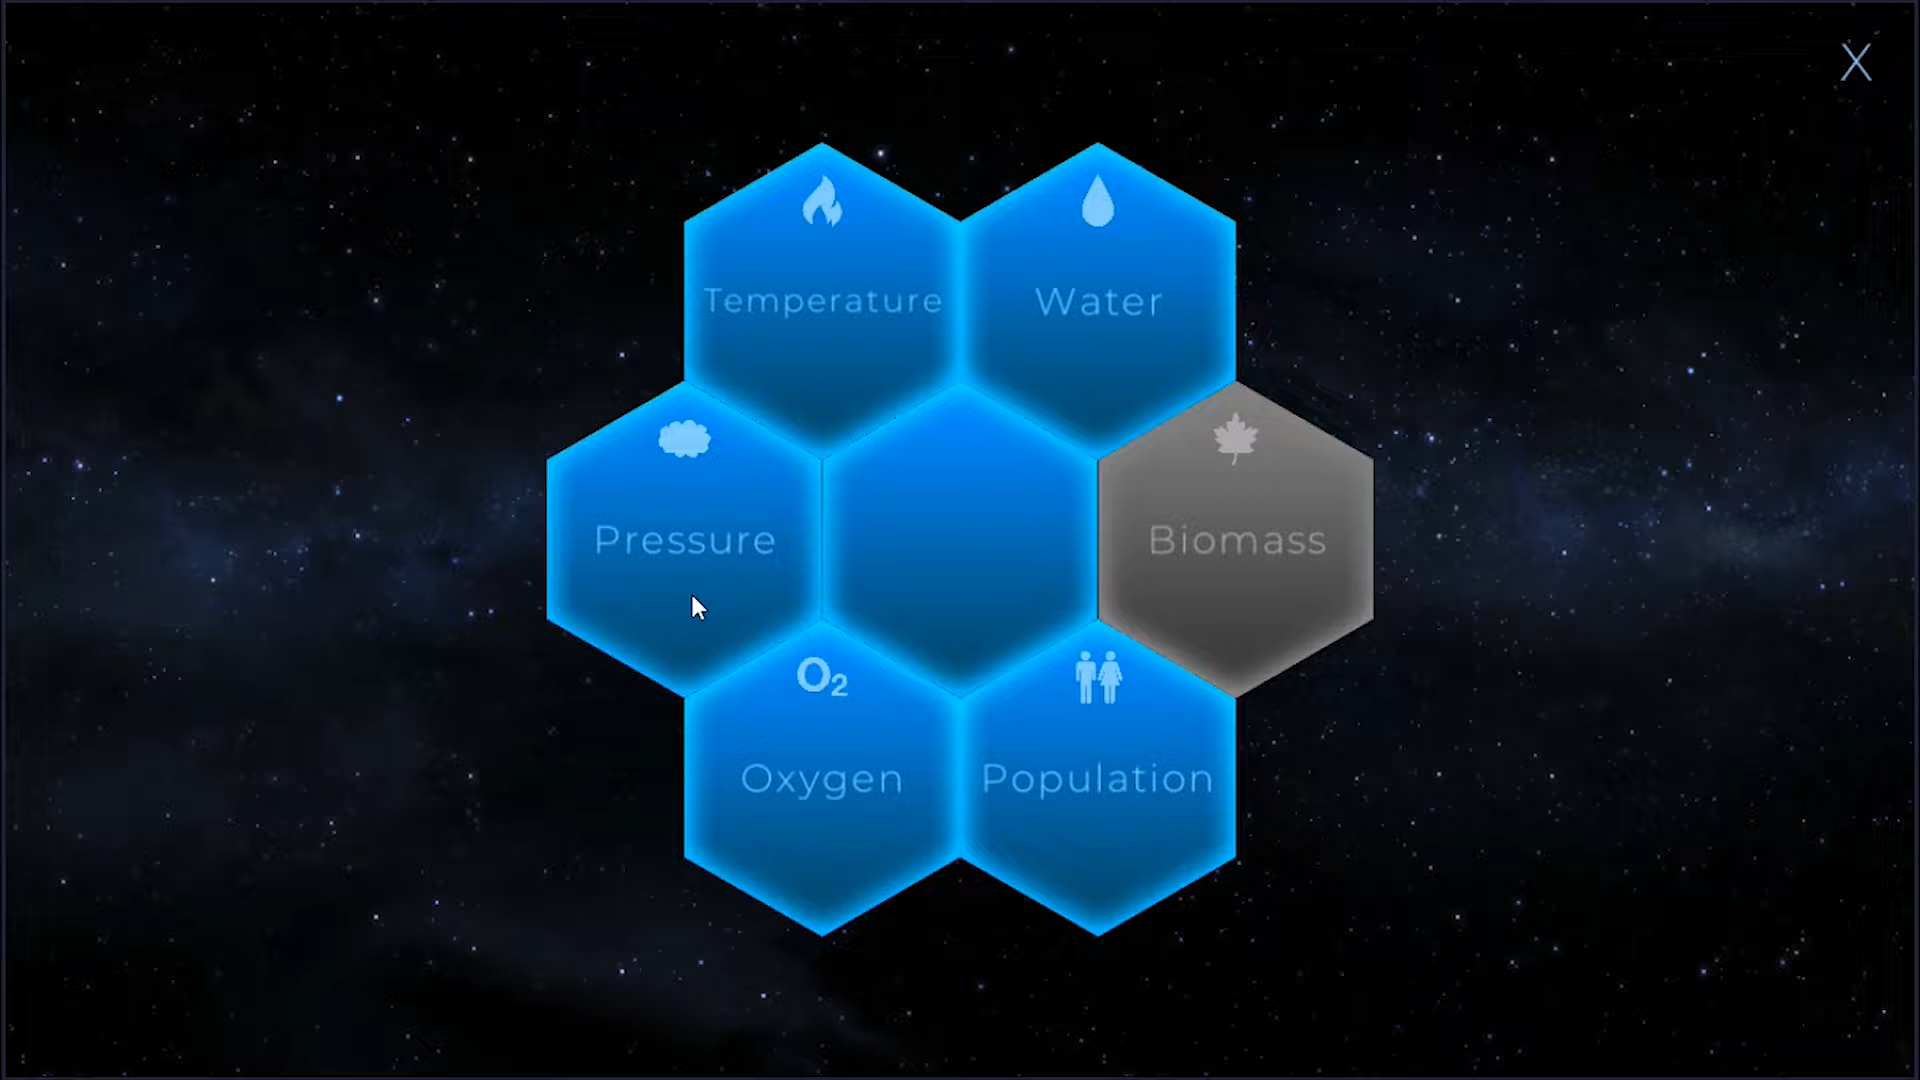 X
Temperature
Water
Pressure
Biomass
O₂
Oxygen
Population